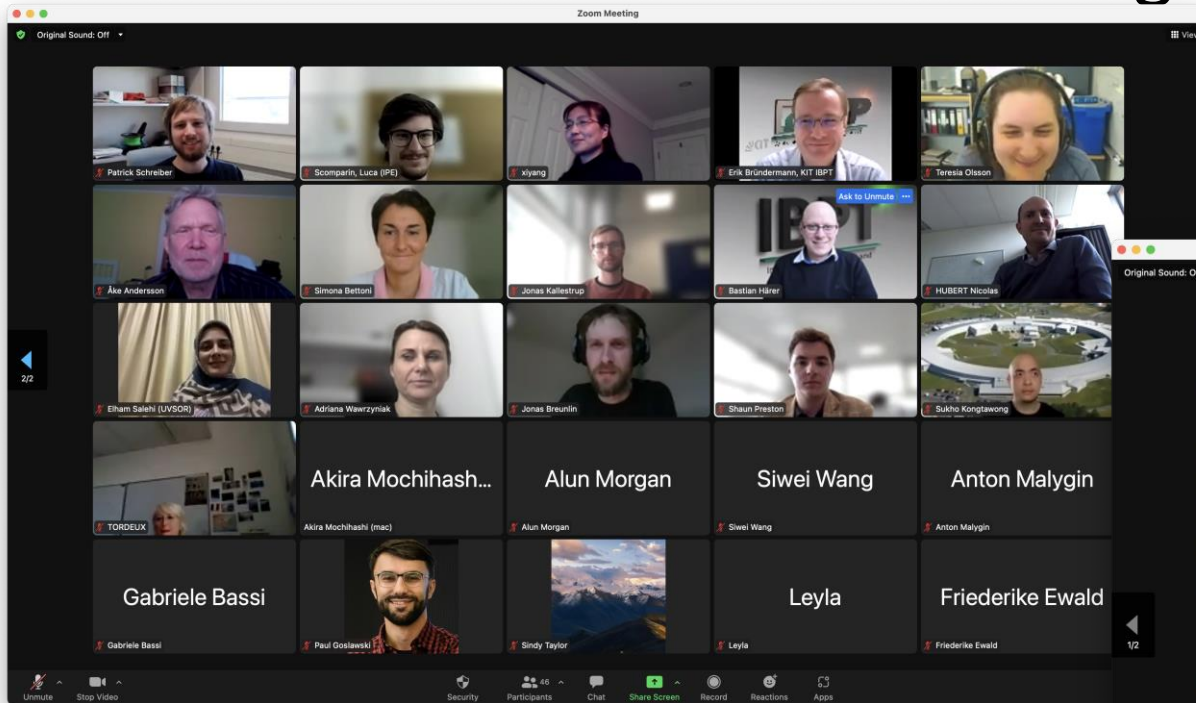 Zoom Meeting
Original Sound: Off
View
Patrick Schreiber
Scomparin, Luca (IPE)
xiyang
Erik Bründermann, KIT IBPT
Teresia Olsson
IBPT
Ask to Unmute ...
Åke Andersson
Simona Bettoni
Jonas Kallestrup
Bastian Härer
HUBERT Nicolas
Original Sound: O
2/2
Elham Salehi (UVSOR)
Adriana Wawrzyniak
Jonas Breunlin
Shaun Preston
Sukho Kongtawong
Akira Mochihash...
Alun Morgan
Siwei Wang
Anton Malygin
TORDEUX
Akira Mochihashi (mac)
Alun Morgan
Siwei Wang
Anton Malygin
Gabriele Bassi
Leyla
Friederike Ewald
1/2
Gabriele Bassi
Paul Goslawski
Sindy Taylor
Leyla
Friederike Ewald
Unmute
Stop Video
Security
46
Participants
Chat
Share Screen
Record
Reactions
Apps